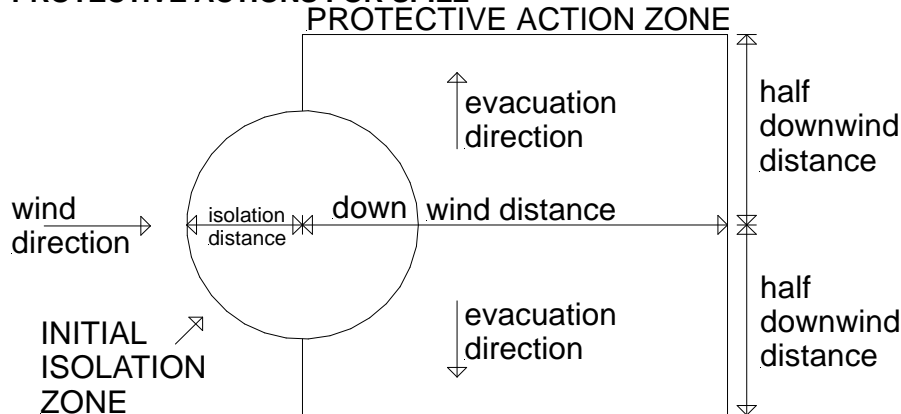 PROTECTIVE ACTION ZONE
evacuation
direction
half
downwind
distance
wind
direction
isolation
distance
down wind distance
INITIAL
ISOLATION
ZONE
evacuation
direction
half
downwind
distance